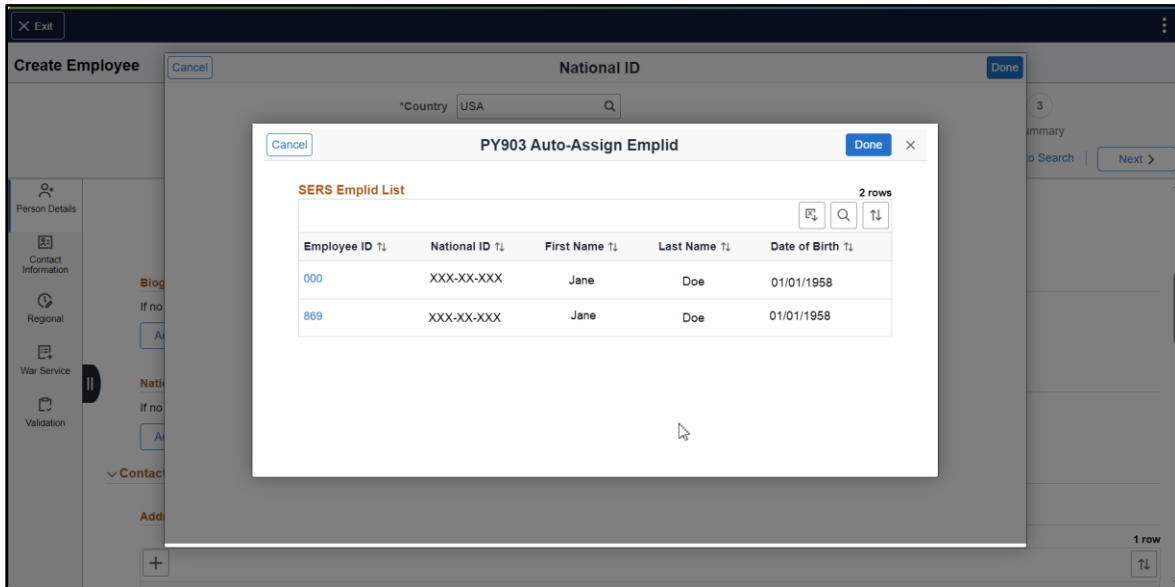 Exit
Create Employee
Cancel
National ID
Done
*Country USA
3
ummary
o Search
Next
Cancel
PY903 Auto-Assign Emplid
Done
SERS Emplid List
2 rows
Employee ID National ID First Name Last Name Date of Birth
000 XXX-XX-XXX Jane Doe 01/01/1958
869 XXX-XX-XXX Jane Doe 01/01/1958
Person Details
Contact
Information
Regional
War Service
Validation
Biog
If no
A
Natio
If no
A
Contact
Addr
1 row